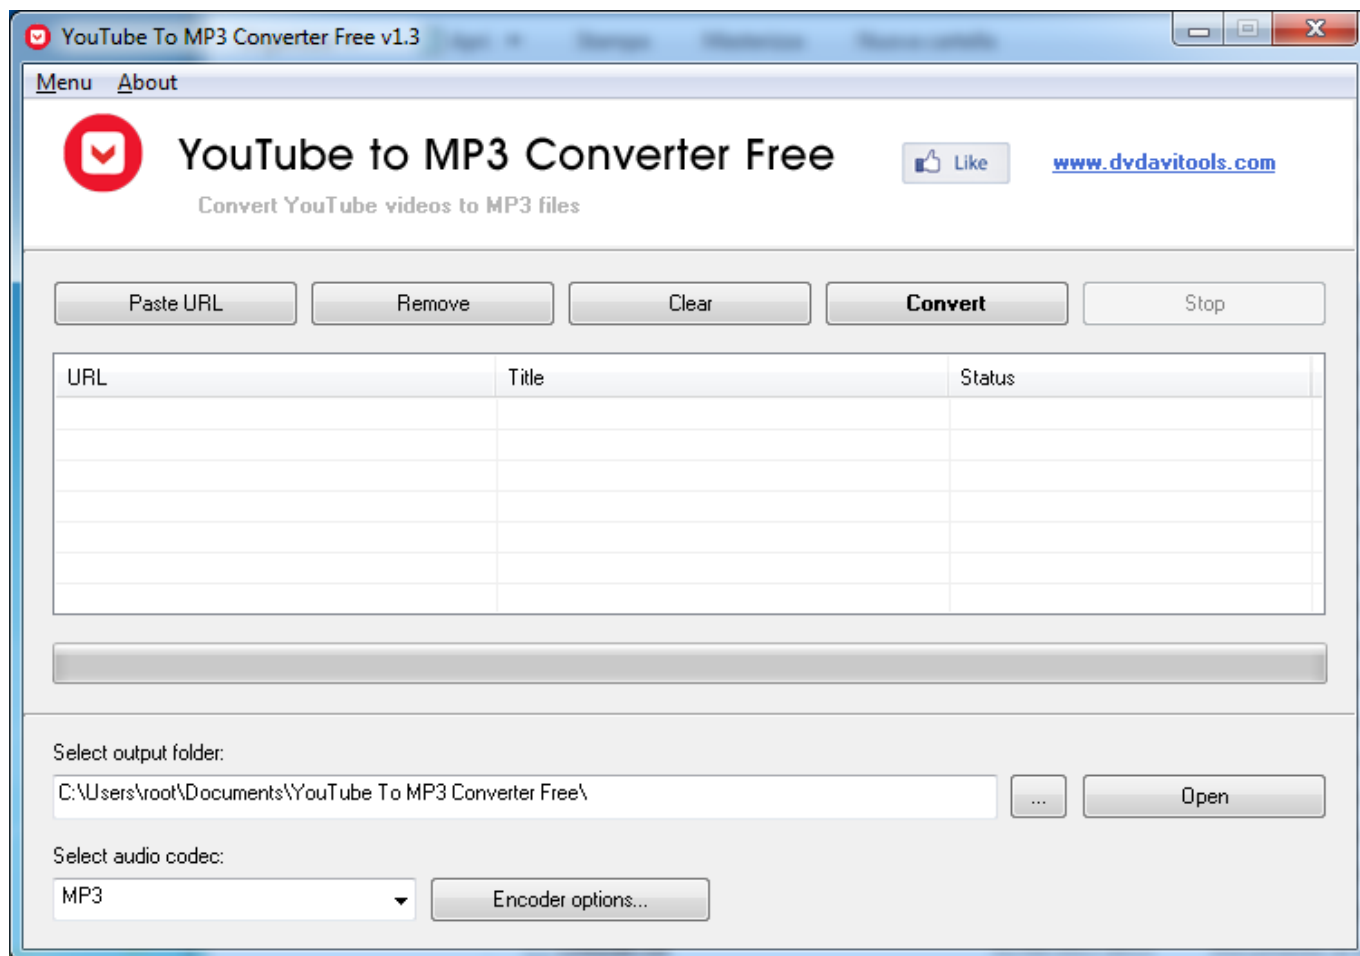 YouTube To MP3 Converter Free v1.3
Menu About
YouTube to MP3 Converter Free
Like
www.dvdavitools.com
Convert YouTube videos to MP3 files
Paste URL Remove Clear Convert Stop
URL Title Status
Select output folder:
C:\Users\root\Documents\YouTube To MP3 Converter Free\
... Open
Select audio codec:
MP3 Encoder options...